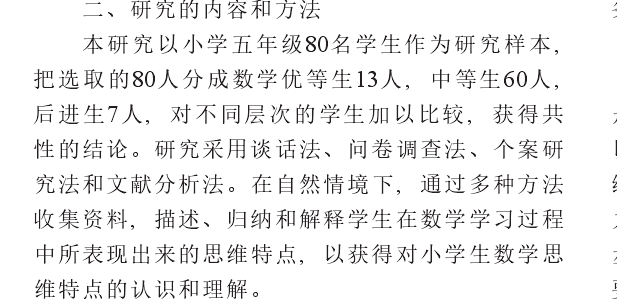 二、研究的内容和方法
本研究以小学五年级80名学生作为研究样本,
把选取的80人分成数学优等生13人, 中等生60人,
后进生7人, 对不同层次的学生加以比较, 获得共
性的结论。研究采用谈话法、问卷调查法、个案研
究法和文献分析法。在自然情境下, 通过多种方法
收集资料, 描述、归纳和解释学生在数学学习过程
中所表现出来的思维特点, 以获得对小学生数学思
维特点的认识和理解。